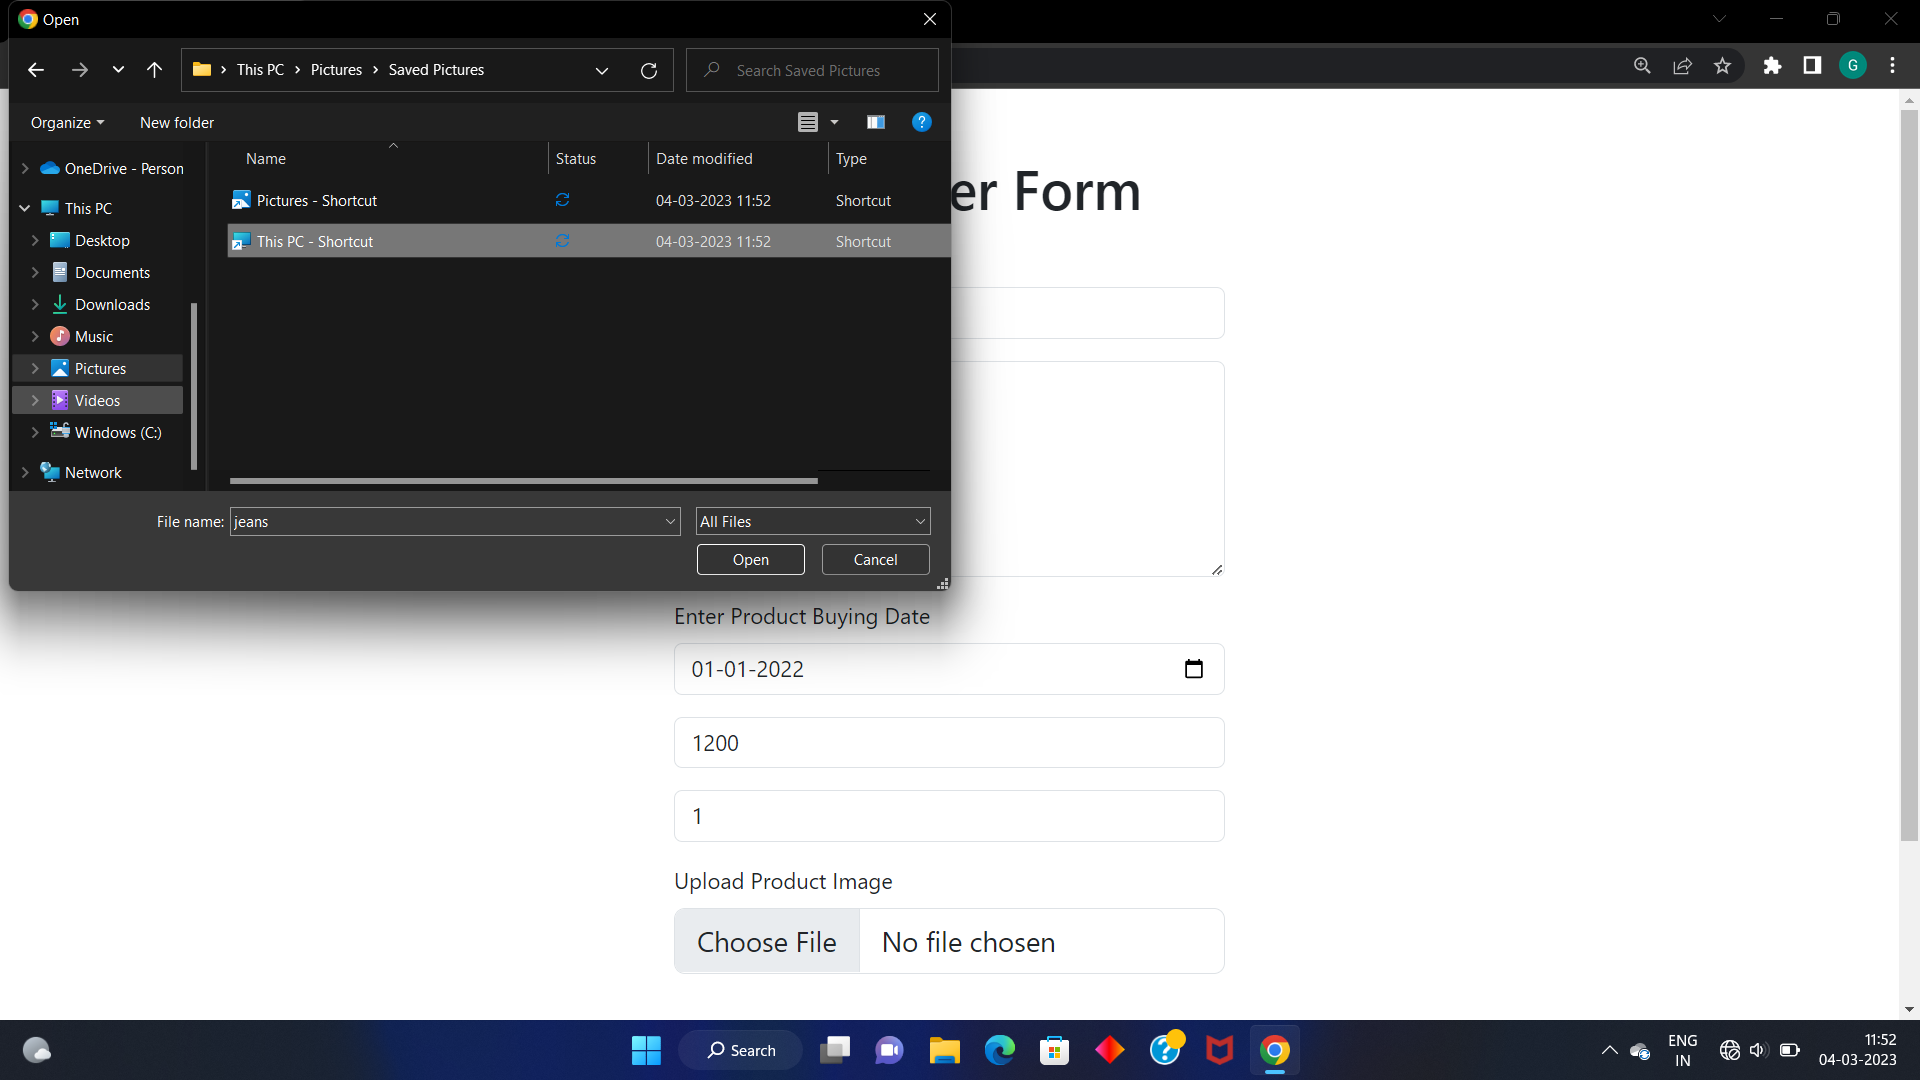 Open
This PC
Pictures
Saved Pictures
Search Saved Pictures
Organize
New folder
Name
Status
Date modified
Type
OneDrive - Person
This PC
Desktop
Documents
Downloads
Music
Pictures
Videos
Windows (C:)
Network
Pictures - Shortcut
04-03-2023 11:52
Shortcut
This PC - Shortcut
04-03-2023 11:52
Shortcut
File name:
jeans
All Files
Open
Cancel
G
er Form
Enter Product Buying Date
01-01-2022
1200
1
Upload Product Image
Choose File
No file chosen
Search
ENG
IN
11:52
04-03-2023